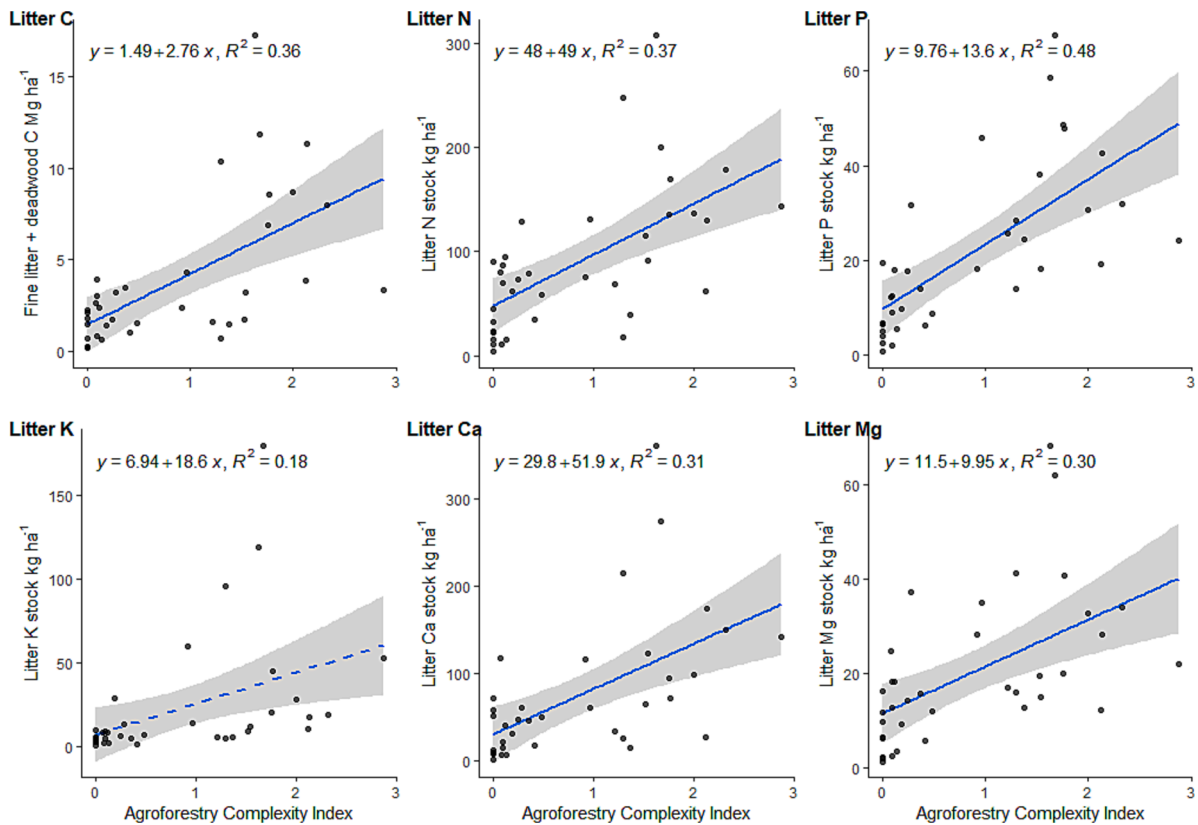 Litter C
y = 1.49+2.76 x, R² = 0.36
Fine litter + deadwood C Mg ha⁻¹
15
10
5
0
0 1 2 3
Litter N
y = 48+49 x, R² = 0.37
Litter N stock kg ha⁻¹
300
200
100
0
0 1 2 3
Litter P
y = 9.76+13.6 x, R² = 0.48
Litter P stock kg ha⁻¹
60
40
20
0
0 1 2 3
Litter K
y = 6.94+18.6 x, R² = 0.18
Litter K stock kg ha⁻¹
150
100
50
0
0 1 2 3
Agroforestry Complexity Index
Litter Ca
y = 29.8+51.9 x, R² = 0.31
Litter Ca stock kg ha⁻¹
300
200
100
0
0 1 2 3
Agroforestry Complexity Index
Litter Mg
y = 11.5+9.95 x, R² = 0.30
Litter Mg stock kg ha⁻¹
60
40
20
0
0 1 2 3
Agroforestry Complexity Index